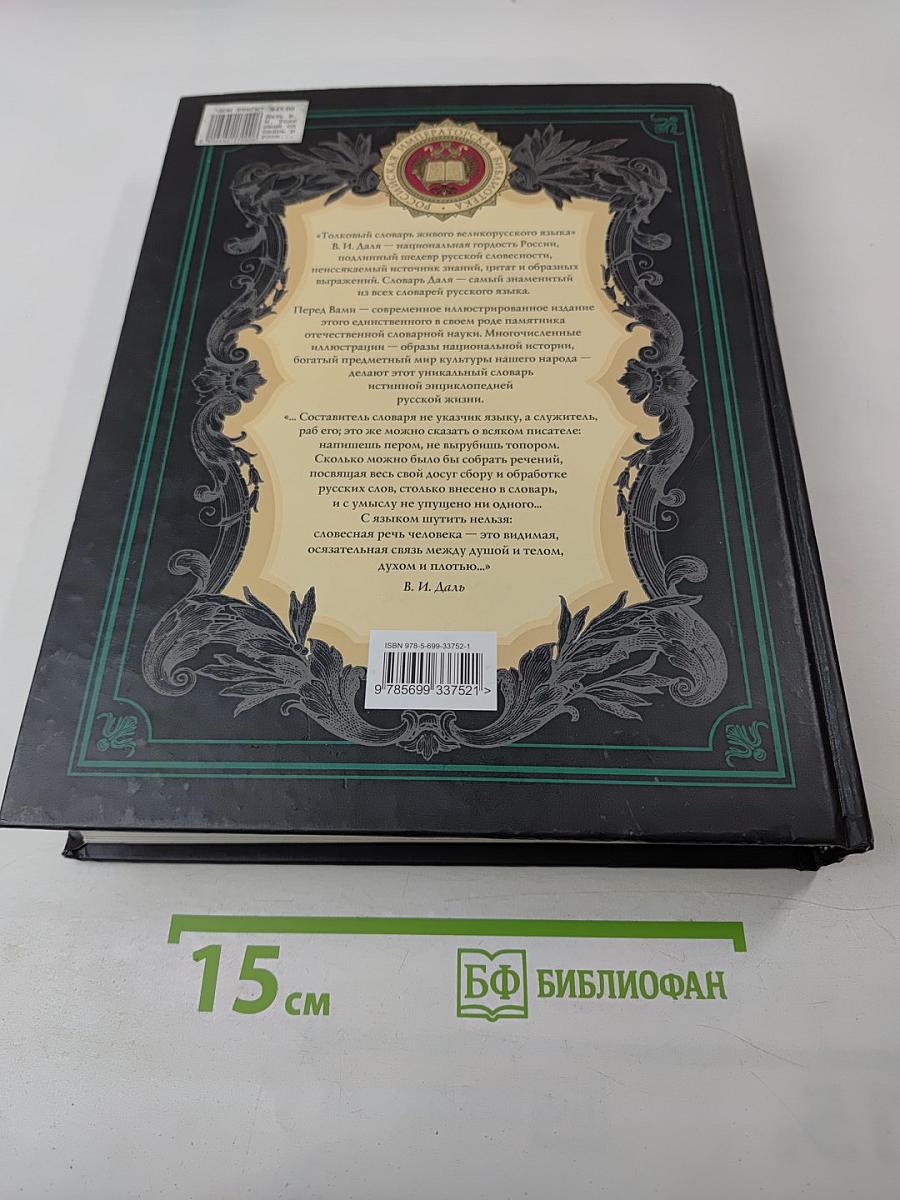 РОССИЙСКАЯ ИМПЕРАТОРСКАЯ БИБЛИОТЕКА
«Толковый словарь живого великорусского языка»
В. И. Даля — национальная гордость России,
подлинный шедевр русской словесности,
неиссякаемый источник знаний, цитат и образных
выражений. Словарь Даля — самый знаменитый
из всех словарей русского языка.
Перед Вами — современное иллюстрированное издание
этого единственного в своем роде памятника
отечественной словарной науки. Многочисленные
иллюстрации — образы национальной истории,
богатый предметный мир культуры нашего народа —
делают этот уникальный словарь
истинной энциклопедией
русской жизни.
«... Составитель словаря не указчик языку, а служитель,
раб его; это же можно сказать о всяком писателе:
напишешь пером, не вырубишь топором.
Сколько можно было бы собрать речений,
посвящая весь свой досуг сбору и обработке
русских слов, столько внесено в словарь,
и с умыслу не упущено ни одного...
С языком шутить нельзя:
словесная речь человека — это видимая,
осязательная связь между душой и телом,
духом и плотью...»
В. И. Даль
ISBN 978-5-699-33752-1
9 785699 337521 >
15 см
БФ БИБЛИОФАН